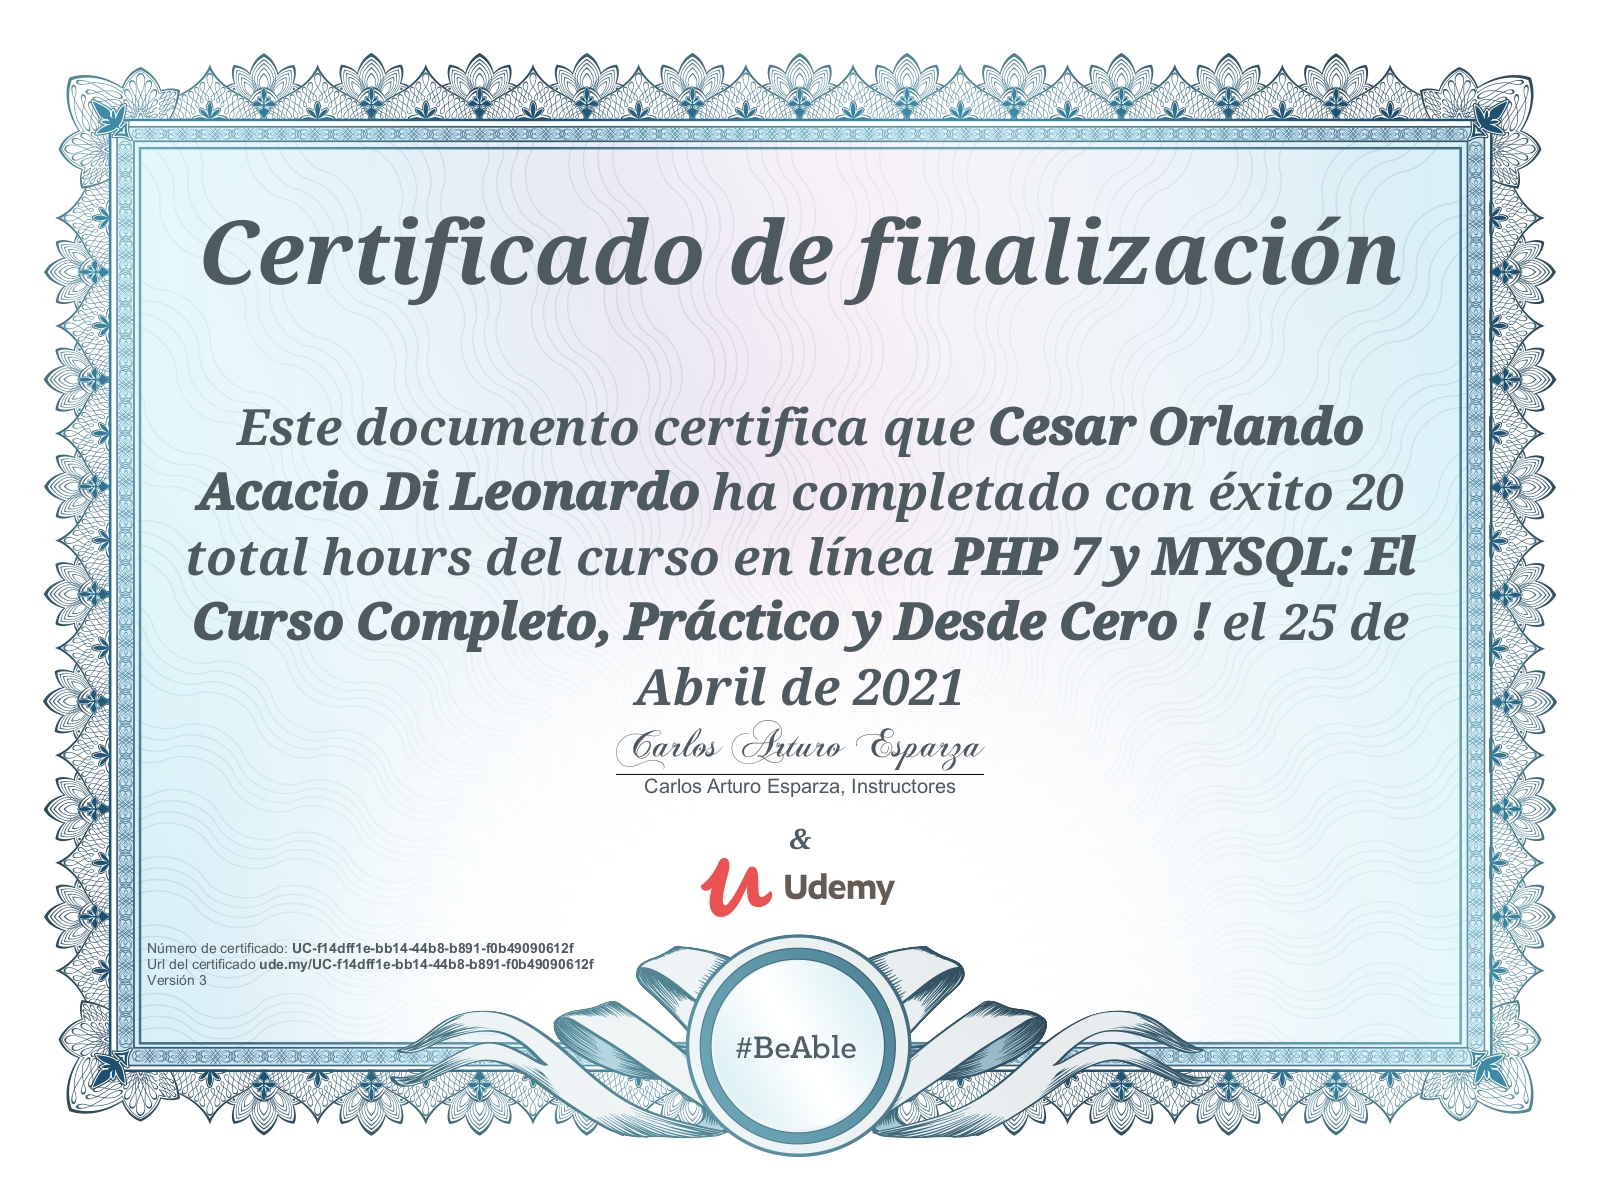 Certificado de finalización
Este documento certifica que Cesar Orlando
Acacio Di Leonardo ha completado con éxito 20
total hours del curso en línea PHP 7 y MYSQL: El
Curso Completo, Práctico y Desde Cero ! el 25 de
Abril de 2021
Carlos Arturo Esparza
Carlos Arturo Esparza, Instructores
&
Udemy
Número de certificado: UC-f14dff1e-bb14-44b8-b891-f0b49090612f
Url del certificado ude.my/UC-f14dff1e-bb14-44b8-b891-f0b49090612f
Versión 3
#BeAble